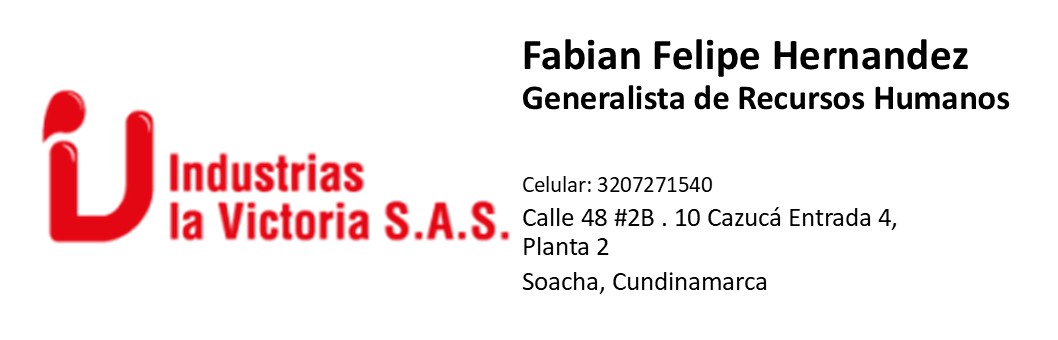 Industrias
la Victoria S.A.S.
Fabian Felipe Hernandez
Generalista de Recursos Humanos
Celular: 3207271540
Calle 48 #2B . 10 Cazucá Entrada 4,
Planta 2
Soacha, Cundinamarca